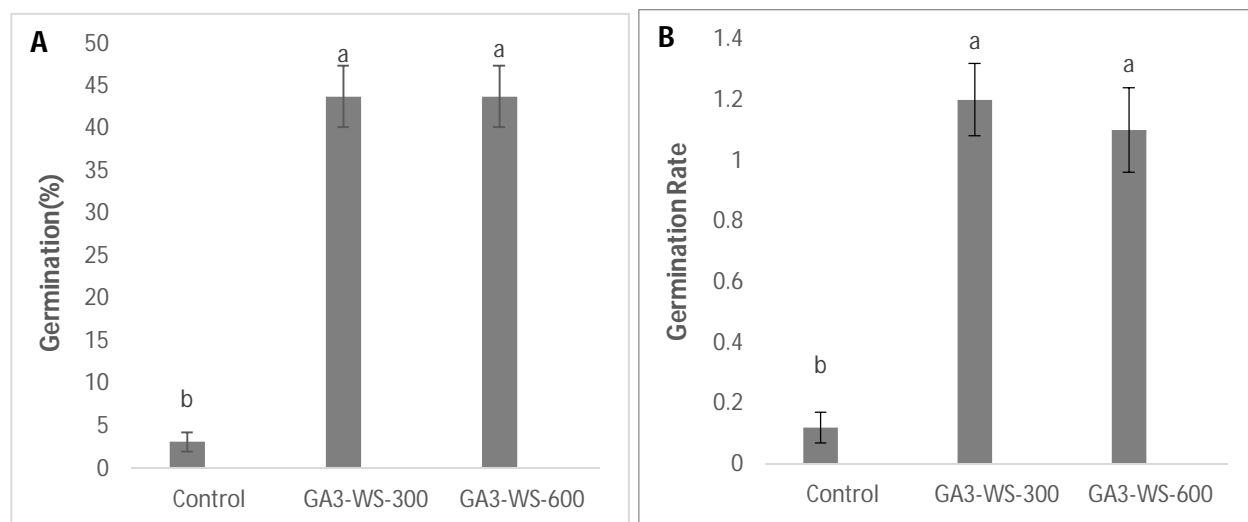 A
Germination(%)
50
45
40
35
30
25
20
15
10
5
0
b
a
a
Control
GA3-WS-300
GA3-WS-600
B
Germination Rate
1.4
1.2
1
0.8
0.6
0.4
0.2
0
b
a
a
Control
GA3-WS-300
GA3-WS-600